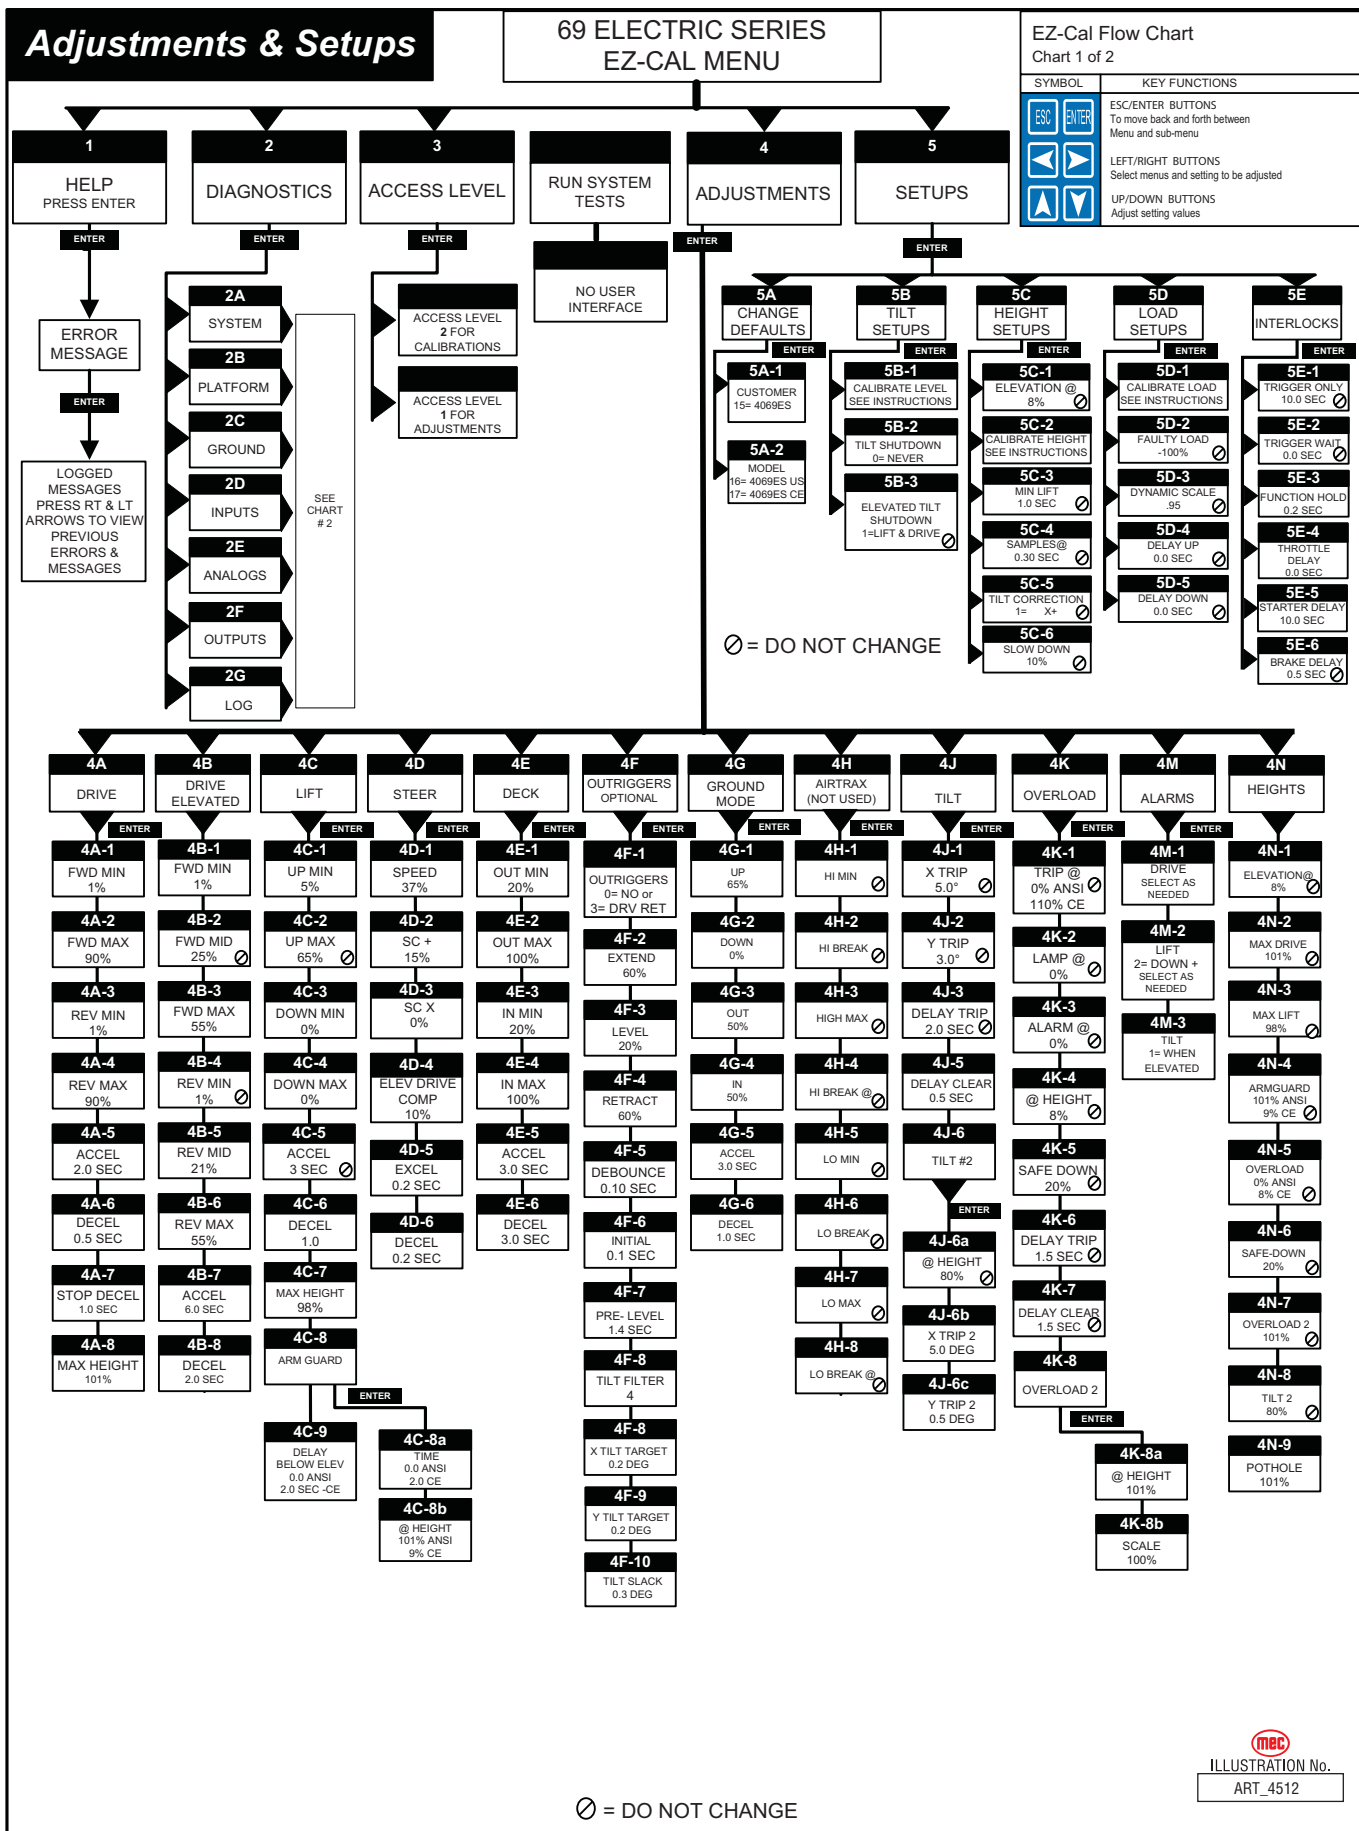 Adjustments & Setups
69 ELECTRIC SERIES
EZ-CAL MENU
EZ-Cal Flow Chart
Chart 1 of 2
SYMBOL
KEY FUNCTIONS
ESC
ENTER
ESC/ENTER BUTTONS
To move back and forth between
Menu and sub-menu
LEFT/RIGHT BUTTONS
Select menus and setting to be adjusted
UP/DOWN BUTTONS
Adjust setting values
1
HELP
PRESS ENTER
ENTER
ERROR
MESSAGE
ENTER
LOGGED
MESSAGES
PRESS RT & LT
ARROWS TO VIEW
PREVIOUS
ERRORS &
MESSAGES
2
DIAGNOSTICS
ENTER
2A
SYSTEM
2B
PLATFORM
2C
GROUND
2D
INPUTS
2E
ANALOGS
2F
OUTPUTS
2G
LOG
SEE
CHART
# 2
3
ACCESS LEVEL
ENTER
ACCESS LEVEL
2 FOR
CALIBRATIONS
ACCESS LEVEL
1 FOR
ADJUSTMENTS
RUN SYSTEM
TESTS
NO USER
INTERFACE
4
ADJUSTMENTS
ENTER
5
SETUPS
ENTER
5A
CHANGE
DEFAULTS
ENTER
5A-1
CUSTOMER
15= 4069ES
5A-2
MODEL
16= 4069ES US
17= 4069ES CE
5B
TILT
SETUPS
ENTER
5B-1
CALIBRATE LEVEL
SEE INSTRUCTIONS
5B-2
TILT SHUTDOWN
0= NEVER
5B-3
ELEVATED TILT
SHUTDOWN
1=LIFT & DRIVE
5C
HEIGHT
SETUPS
ENTER
5C-1
ELEVATION @
8%
5C-2
CALIBRATE HEIGHT
SEE INSTRUCTIONS
5C-3
MIN LIFT
1.0 SEC
5C-4
SAMPLES@
0.30 SEC
5C-5
TILT CORRECTION
1= X+
5C-6
SLOW DOWN
10%
5D
LOAD
SETUPS
ENTER
5D-1
CALIBRATE LOAD
SEE INSTRUCTIONS
5D-2
FAULTY LOAD
-100%
5D-3
DYNAMIC SCALE
.95
5D-4
DELAY UP
0.0 SEC
5D-5
DELAY DOWN
0.0 SEC
5E
INTERLOCKS
ENTER
5E-1
TRIGGER ONLY
10.0 SEC
5E-2
TRIGGER WAIT
0.0 SEC
5E-3
FUNCTION HOLD
0.2 SEC
5E-4
THROTTLE
DELAY
0.0 SEC
5E-5
STARTER DELAY
10.0 SEC
5E-6
BRAKE DELAY
0.5 SEC
= DO NOT CHANGE
4A
DRIVE
ENTER
4A-1
FWD MIN
1%
4A-2
FWD MAX
90%
4A-3
REV MIN
1%
4A-4
REV MAX
90%
4A-5
ACCEL
2.0 SEC
4A-6
DECEL
0.5 SEC
4A-7
STOP DECEL
1.0 SEC
4A-8
MAX HEIGHT
101%
4B
DRIVE
ELEVATED
4B-1
FWD MIN
1%
4B-2
FWD MID
25%
4B-3
FWD MAX
55%
4B-4
REV MIN
1%
4B-5
REV MID
21%
4B-6
REV MAX
55%
4B-7
ACCEL
6.0 SEC
4B-8
DECEL
2.0 SEC
4C
LIFT
ENTER
4C-1
UP MIN
5%
4C-2
UP MAX
65%
4C-3
DOWN MIN
0%
4C-4
DOWN MAX
0%
4C-5
ACCEL
3 SEC
4C-6
DECEL
1.0
4C-7
MAX HEIGHT
98%
4C-8
ARM GUARD
ENTER
4C-9
DELAY
BELOW ELEV
0.0 ANSI
2.0 SEC -CE
4C-8a
TIME
0.0 ANSI
2.0 CE
4C-8b
@ HEIGHT
101% ANSI
9% CE
4D
STEER
ENTER
4D-1
SPEED
37%
4D-2
SC +
15%
4D-3
SC X
0%
4D-4
ELEV DRIVE
COMP
10%
4D-5
EXCEL
0.2 SEC
4D-6
DECEL
0.2 SEC
4E
DECK
ENTER
4E-1
OUT MIN
20%
4E-2
OUT MAX
100%
4E-3
IN MIN
20%
4E-4
IN MAX
100%
4E-5
ACCEL
3.0 SEC
4E-6
DECEL
3.0 SEC
4F
OUTRIGGERS
OPTIONAL
ENTER
4F-1
OUTRIGGERS
0= NO or
3= DRV RET
4F-2
EXTEND
60%
4F-3
LEVEL
20%
4F-4
RETRACT
60%
4F-5
DEBOUNCE
0.10 SEC
4F-6
INITIAL
0.1 SEC
4F-7
PRE- LEVEL
1.4 SEC
4F-8
TILT FILTER
4
4F-8
X TILT TARGET
0.2 DEG
4F-9
Y TILT TARGET
0.2 DEG
4F-10
TILT SLACK
0.3 DEG
4G
GROUND
MODE
ENTER
4G-1
UP
65%
4G-2
DOWN
0%
4G-3
OUT
50%
4G-4
IN
50%
4G-5
ACCEL
3.0 SEC
4G-6
DECEL
1.0 SEC
4H
AIRTRAX
(NOT USED)
ENTER
4H-1
HI MIN
4H-2
HI BREAK
4H-3
HIGH MAX
4H-4
HI BREAK @
4H-5
LO MIN
4H-6
LO BREAK
4H-7
LO MAX
4H-8
LO BREAK @
4J
TILT
ENTER
4J-1
X TRIP
5.0°
4J-2
Y TRIP
3.0°
4J-3
DELAY TRIP
2.0 SEC
4J-5
DELAY CLEAR
0.5 SEC
4J-6
TILT #2
ENTER
4J-6a
@ HEIGHT
80%
4J-6b
X TRIP 2
5.0 DEG
4J-6c
Y TRIP 2
0.5 DEG
4K
OVERLOAD
ENTER
4K-1
TRIP @
0% ANSI
110% CE
4K-2
LAMP @
0%
4K-3
ALARM @
0%
4K-4
@ HEIGHT
8%
4K-5
SAFE DOWN
20%
4K-6
DELAY TRIP
1.5 SEC
4K-7
DELAY CLEAR
1.5 SEC
4K-8
OVERLOAD 2
ENTER
4K-8a
@ HEIGHT
101%
4K-8b
SCALE
100%
4M
ALARMS
ENTER
4M-1
DRIVE
SELECT AS
NEEDED
4M-2
LIFT
2= DOWN +
SELECT AS
NEEDED
4M-3
TILT
1= WHEN
ELEVATED
4N
HEIGHTS
4N-1
ELEVATION@
8%
4N-2
MAX DRIVE
101%
4N-3
MAX LIFT
98%
4N-4
ARMGUARD
101% ANSI
9% CE
4N-5
OVERLOAD
0% ANSI
8% CE
4N-6
SAFE-DOWN
20%
4N-7
OVERLOAD 2
101%
4N-8
TILT 2
80%
4N-9
POTHOLE
101%
mec
ILLUSTRATION No.
ART_4512
= DO NOT CHANGE